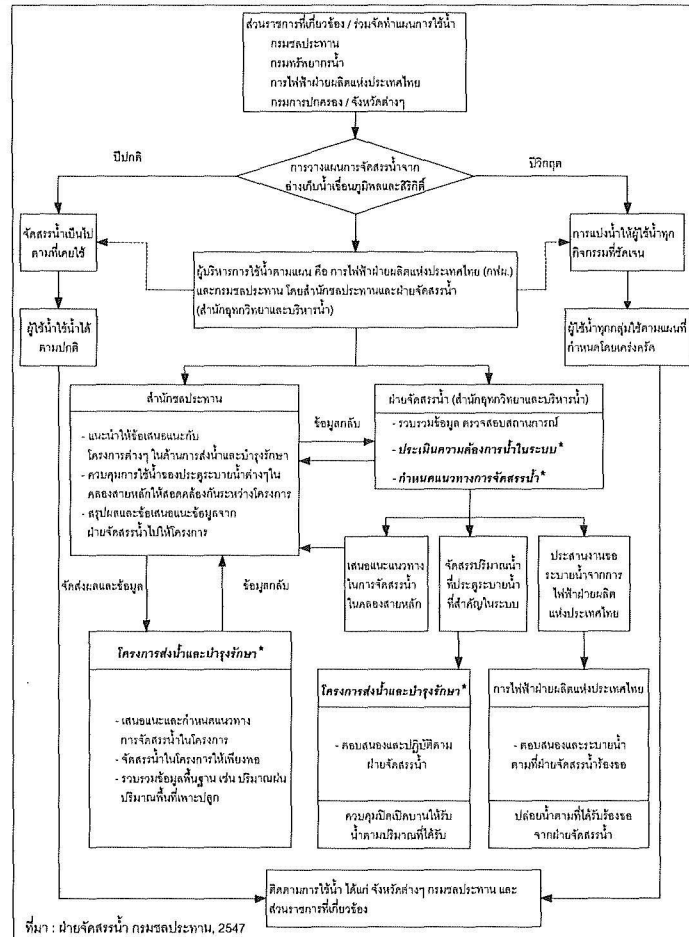 ส่วนราชการที่เกี่ยวข้อง / ร่วมจัดทำแผนการใช้น้ำ
กรมชลประทาน
กรมทรัพยากรน้ำ
การไฟฟ้าฝ่ายผลิตแห่งประเทศไทย
กรมการปกครอง / จังหวัดต่างๆ
ปีปกติ
การวางแผนการจัดสรรน้ำจาก
อ่างเก็บน้ำเขื่อนภูมิพลและสิริกิติ์
ปีวิกฤต
จัดสรรน้ำเป็นไป
ตามที่เคยใช้
ผู้บริหารการใช้น้ำตามแผน คือ การไฟฟ้าฝ่ายผลิตแห่งประเทศไทย (กฟผ.)
และกรมชลประทาน โดยสำนักชลประทานและฝ่ายจัดสรรน้ำ
(สำนักอุทกวิทยาและบริหารน้ำ)
การแบ่งน้ำให้ผู้ใช้น้ำทุก
กิจกรรมที่ชัดเจน
ผู้ใช้น้ำใช้น้ำได้
ตามปกติ
ผู้ใช้น้ำทุกกลุ่มใช้ตามแผนที่
กำหนดโดยเคร่งครัด
สำนักชลประทาน
- แนะนำให้ข้อเสนอแนะกับ
โครงการต่างๆ ในด้านการส่งน้ำและบำรุงรักษา
- ควบคุมการใช้น้ำของประตูระบายน้ำต่างๆใน
คลองสายหลักให้สอดคล้องกันระหว่างโครงการ
- สรุปผลและข้อเสนอแนะข้อมูลจาก
ฝ่ายจัดสรรน้ำไปให้โครงการ
ข้อมูลกลับ
ฝ่ายจัดสรรน้ำ (สำนักอุทกวิทยาและบริหารน้ำ)
- รวบรวมข้อมูล ตรวจสอบสถานการณ์
- ประเมินความต้องการน้ำในระบบ*
- กำหนดแนวทางการจัดสรรน้ำ*
เสนอแนะแนวทาง
ในการจัดสรรน้ำ
ในคลองสายหลัก
จัดสรรปริมาณน้ำ
ที่ประตูระบายน้ำ
ที่สำคัญในระบบ
ประสานงานขอ
ระบายน้ำจากการ
ไฟฟ้าฝ่ายผลิต
แห่งประเทศไทย
จัดส่งผลและข้อมูล
ข้อมูลกลับ
โครงการส่งน้ำและบำรุงรักษา*
- เสนอแนะและกำหนดแนวทาง
การจัดสรรน้ำในโครงการ
- จัดสรรน้ำในโครงการให้เพียงพอ
- รวบรวมข้อมูลพื้นฐาน เช่น ปริมาณฝน
ปริมาณพื้นที่เพาะปลูก
โครงการส่งน้ำและบำรุงรักษา*
- ตอบสนองและปฏิบัติตาม
ฝ่ายจัดสรรน้ำ
ควบคุมปิดเปิดบานให้รับ
น้ำตามปริมาณที่ได้รับ
การไฟฟ้าฝ่ายผลิตแห่งประเทศไทย
- ตอบสนองและระบายน้ำ
ตามที่ฝ่ายจัดสรรน้ำร้องขอ
ปล่อยน้ำตามที่ได้รับร้องขอ
จากฝ่ายจัดสรรน้ำ
ติดตามการใช้น้ำ ได้แก่ จังหวัดต่างๆ กรมชลประทาน และ
ส่วนราชการที่เกี่ยวข้อง
ที่มา : ฝ่ายจัดสรรน้ำ กรมชลประทาน, 2547